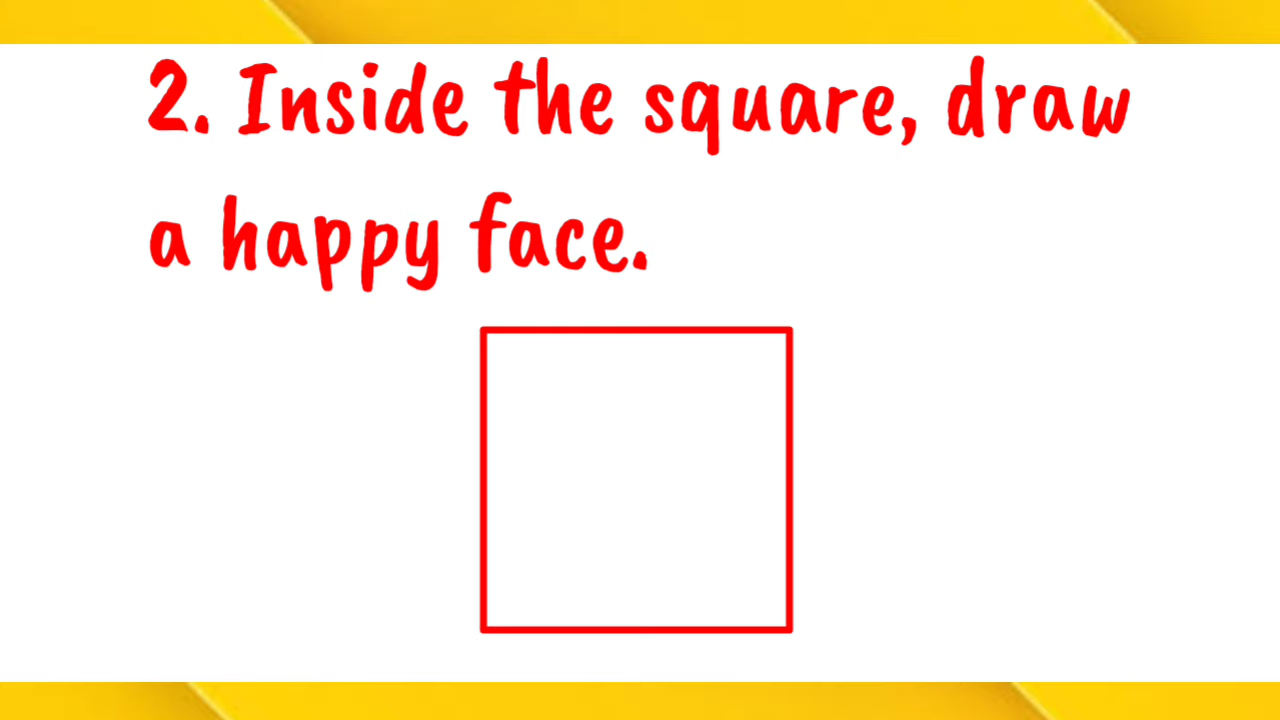 2. Inside the square, draw
a happy face.